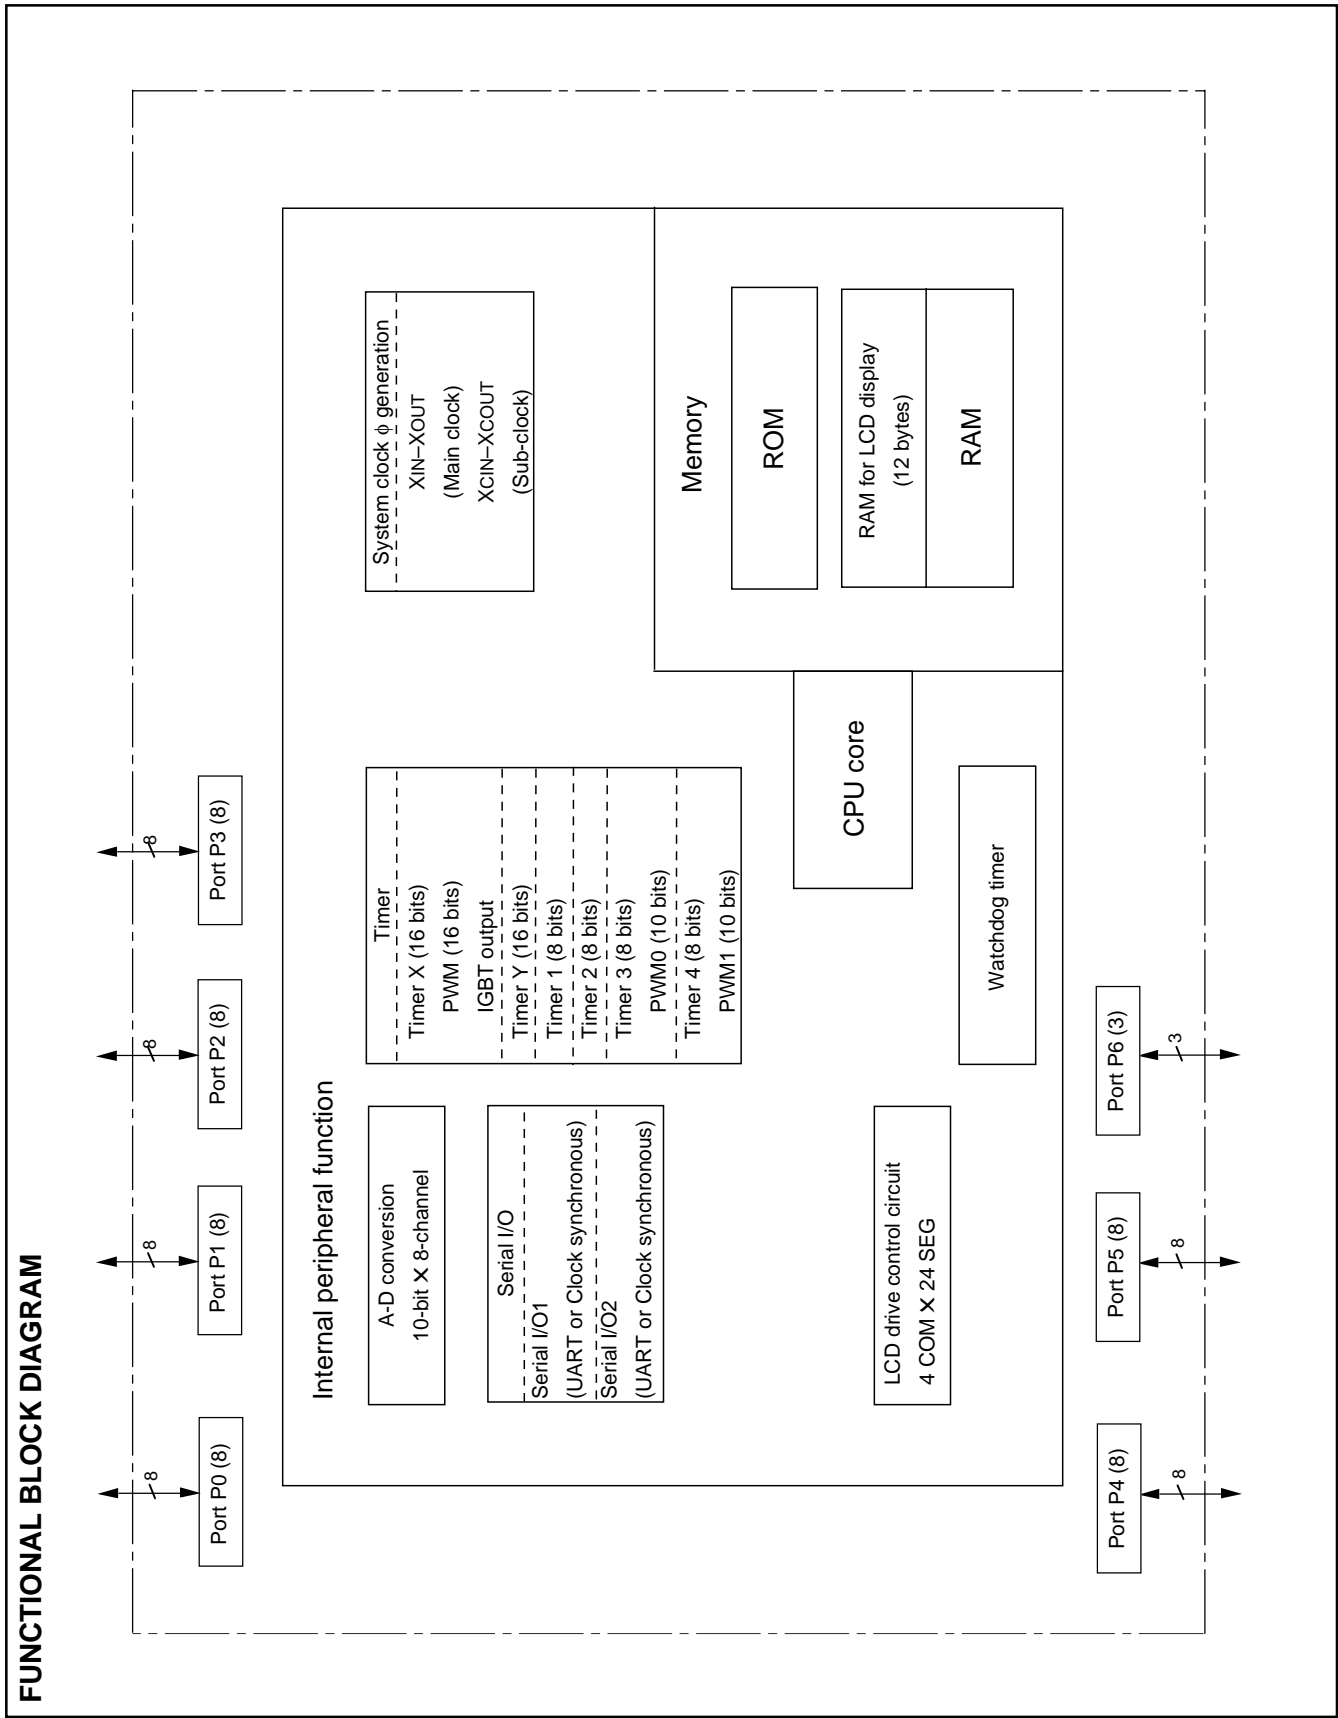 FUNCTIONAL BLOCK DIAGRAM
8
8
8
8
Port P0 (8)
Port P1 (8)
Port P2 (8)
Port P3 (8)
Internal peripheral function
A-D conversion
10-bit X 8-channel
Serial I/O
Serial I/O1
(UART or Clock synchronous)
Serial I/O2
(UART or Clock synchronous)
LCD drive control circuit
4 COM X 24 SEG
Timer
Timer X (16 bits)
PWM (16 bits)
IGBT output
Timer Y (16 bits)
Timer 1 (8 bits)
Timer 2 (8 bits)
Timer 3 (8 bits)
PWM0 (10 bits)
Timer 4 (8 bits)
PWM1 (10 bits)
CPU core
Watchdog timer
System clock ϕ generation
XIN–XOUT
(Main clock)
XCIN–XCOUT
(Sub-clock)
Memory
ROM
RAM for LCD display
(12 bytes)
RAM
Port P4 (8)
Port P5 (8)
Port P6 (3)
8
8
3